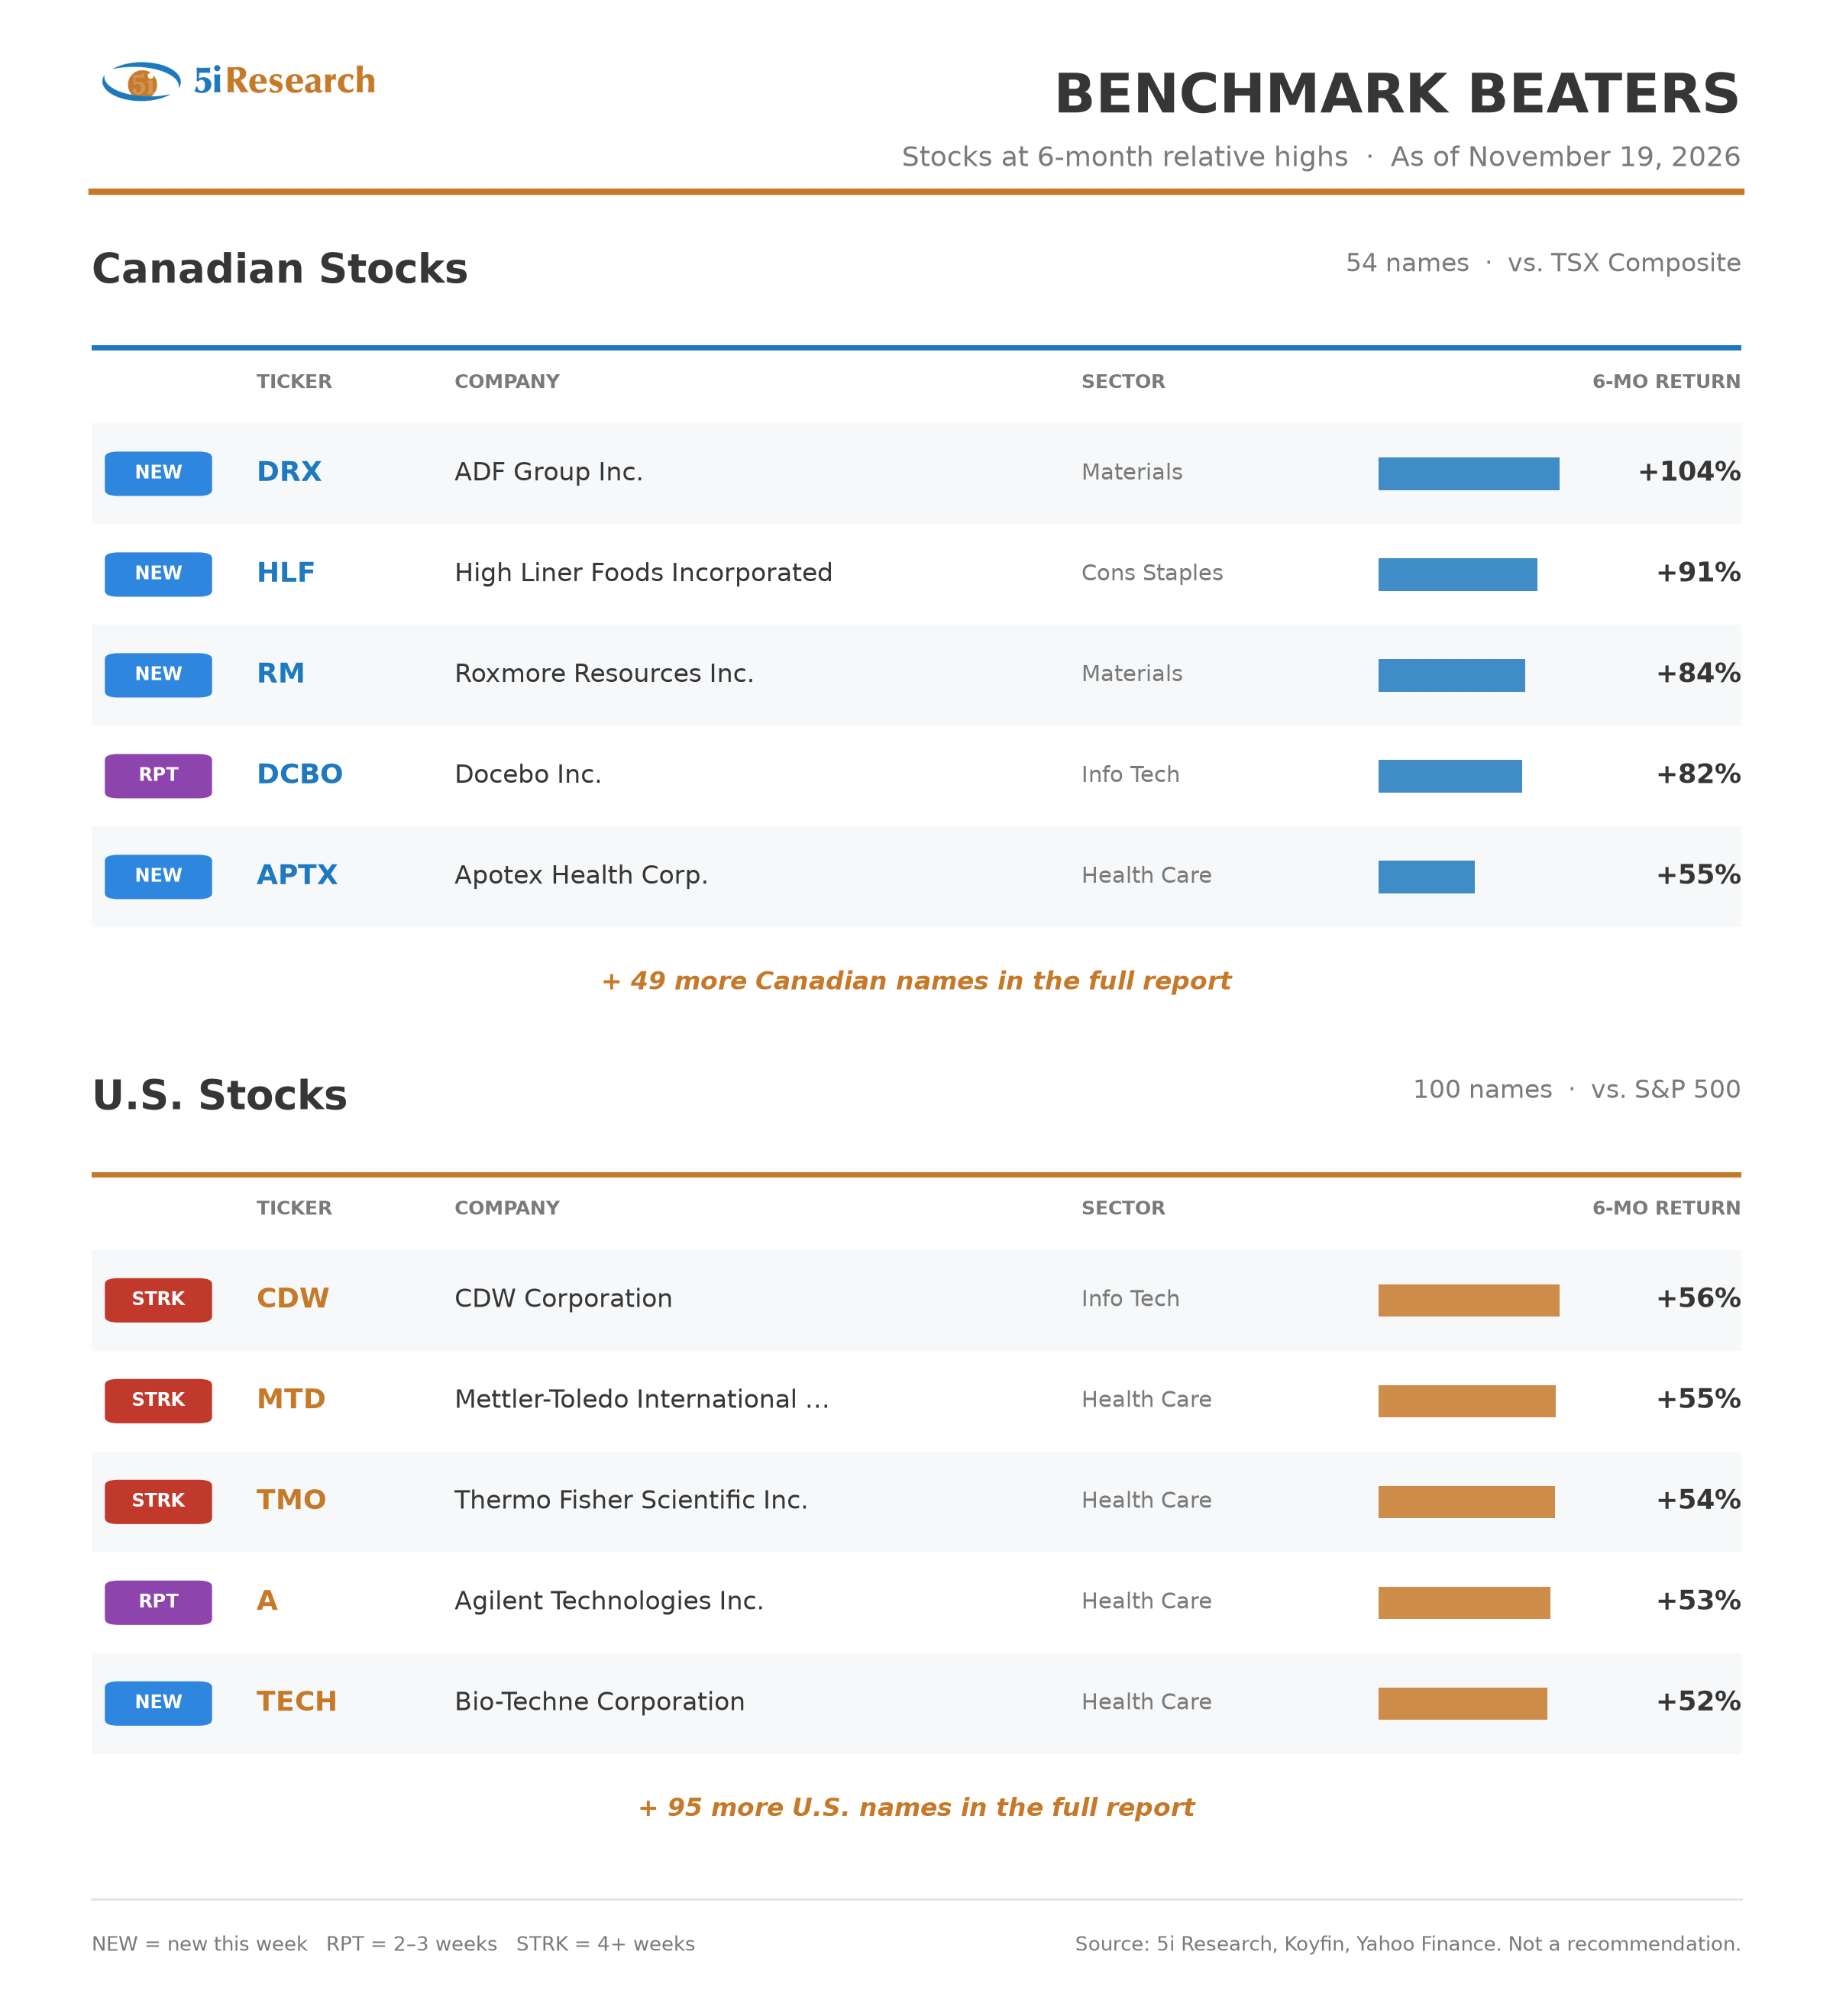 5i 5iResearch
BENCHMARK BEATERS
Stocks at 6-month relative highs · As of November 19, 2026
Canadian Stocks 54 names · vs. TSX Composite
TICKER COMPANY SECTOR 6-MO RETURN
NEW DRX ADF Group Inc. Materials +104%
NEW HLF High Liner Foods Incorporated Cons Staples +91%
NEW RM Roxmore Resources Inc. Materials +84%
RPT DCBO Docebo Inc. Info Tech +82%
NEW APTX Apotex Health Corp. Health Care +55%
+ 49 more Canadian names in the full report
U.S. Stocks 100 names · vs. S&P 500
TICKER COMPANY SECTOR 6-MO RETURN
STRK CDW CDW Corporation Info Tech +56%
STRK MTD Mettler-Toledo International ... Health Care +55%
STRK TMO Thermo Fisher Scientific Inc. Health Care +54%
RPT A Agilent Technologies Inc. Health Care +53%
NEW TECH Bio-Techne Corporation Health Care +52%
+ 95 more U.S. names in the full report
NEW = new this week RPT = 2–3 weeks STRK = 4+ weeks Source: 5i Research, Koyfin, Yahoo Finance. Not a recommendation.